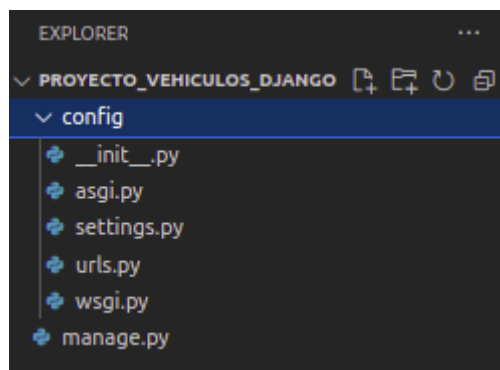 EXPLORER
PROYECTO_VEHICULOS_DJANGO
config
__init__.py
asgi.py
settings.py
urls.py
wsgi.py
manage.py